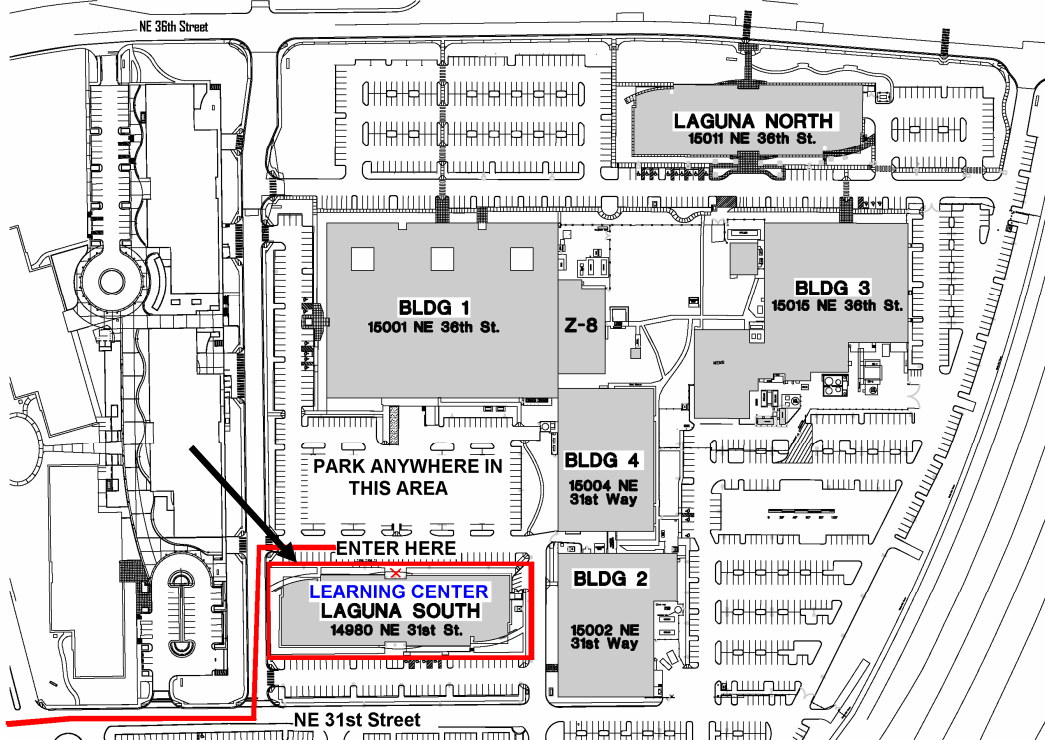 NE 36th Street
LAGUNA NORTH
15011 NE 36th St.
BLDG 1
15001 NE 36th St.
Z-8
BLDG 3
15015 NE 36th St.
PARK ANYWHERE IN
THIS AREA
BLDG 4
15004 NE
31st Way
ENTER HERE
LEARNING CENTER
LAGUNA SOUTH
14980 NE 31st St.
BLDG 2
15002 NE
31st Way
NE 31st Street